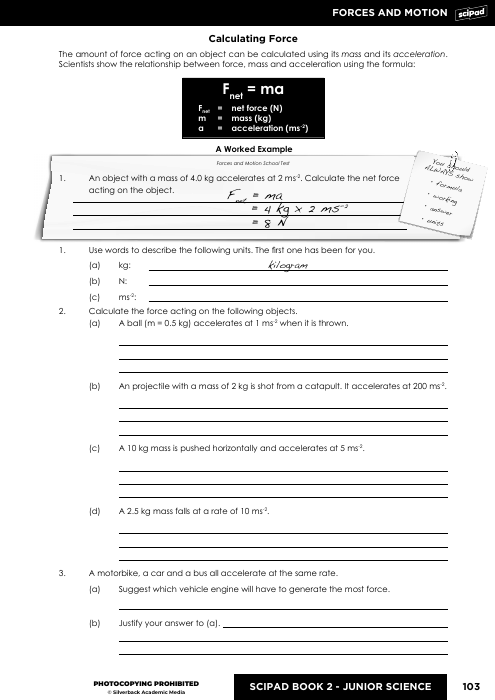 FORCES AND MOTION scipad
Calculating Force
The amount of force acting on an object can be calculated using its mass and its acceleration.
Scientists show the relationship between force, mass and acceleration using the formula:
Fnet = ma
Fnet = net force (N)
m = mass (kg)
a = acceleration (ms⁻²)
A Worked Example
Forces and Motion School Test
1. An object with a mass of 4.0 kg accelerates at 2 ms⁻². Calculate the net force
acting on the object.
Fnet = ma
= 4 kg × 2 ms⁻²
= 8 N
You should
ALWAYS show
• formula
• working
• answer
• units
1. Use words to describe the following units. The first one has been for you.
(a) kg: kilogram
(b) N:
(c) ms⁻²:
2. Calculate the force acting on the following objects.
(a) A ball (m = 0.5 kg) accelerates at 1 ms⁻² when it is thrown.
(b) An projectile with a mass of 2 kg is shot from a catapult. It accelerates at 200 ms⁻².
(c) A 10 kg mass is pushed horizontally and accelerates at 5 ms⁻².
(d) A 2.5 kg mass falls at a rate of 10 ms⁻².
3. A motorbike, a car and a bus all accelerate at the same rate.
(a) Suggest which vehicle engine will have to generate the most force.
(b) Justify your answer to (a).
PHOTOCOPYING PROHIBITED
© Silverback Academic Media
SCIPAD BOOK 2 - JUNIOR SCIENCE 103